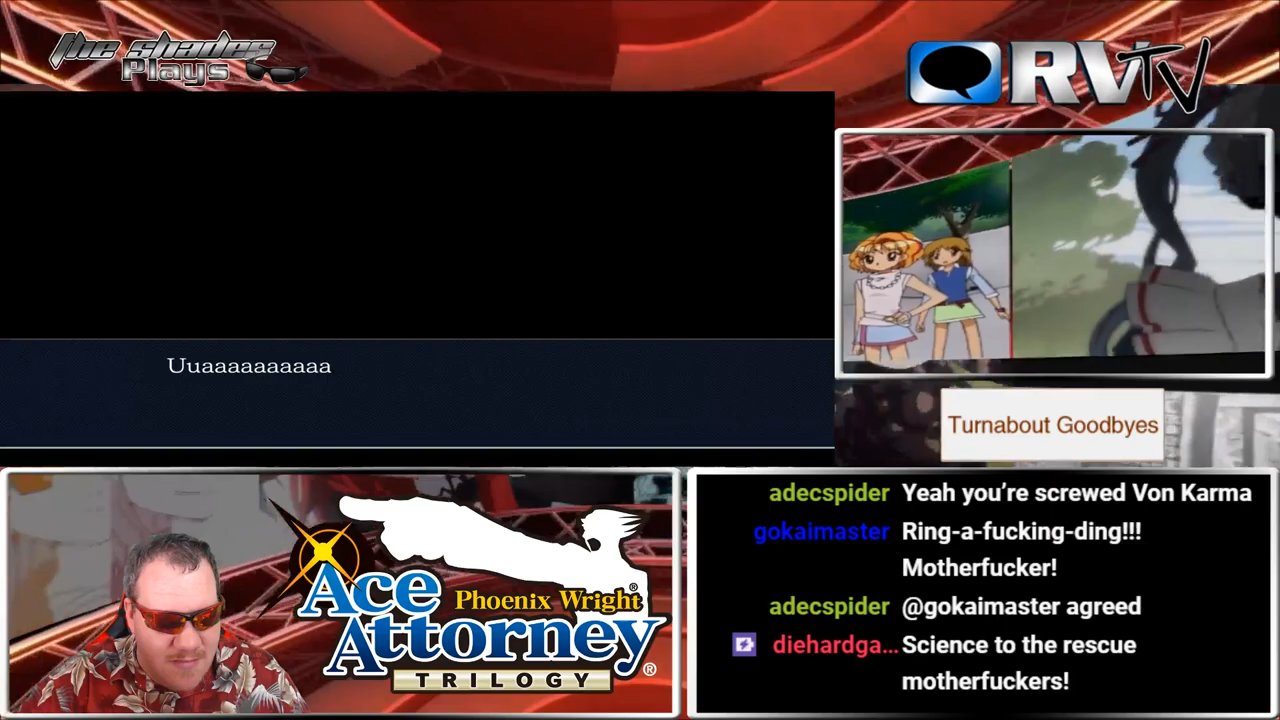 The Shades
Plays
RVTV
Uuaaaaaaaaaa
Turnabout Goodbyes
Ace
Phoenix Wright®
Attorney®
TRILOGY
adecspider Yeah you’re screwed Von Karma
gokaimaster Ring-a-fucking-ding!!!
Motherfucker!
adecspider @gokaimaster agreed
diehardga... Science to the rescue
motherfuckers!